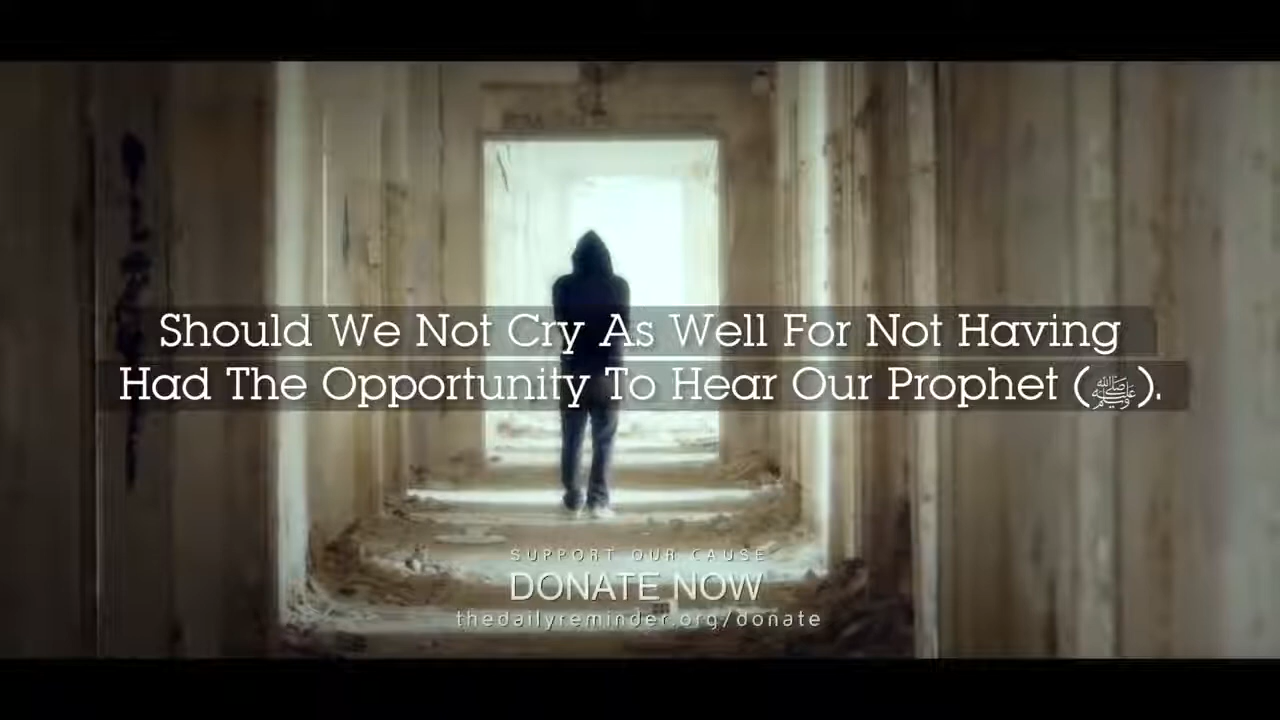 Should We Not Cry As Well For Not Having
Had The Opportunity To Hear Our Prophet (ﷺ).
SUPPORT OUR CAUSE
DONATE NOW
thedailyreminder.org/donate